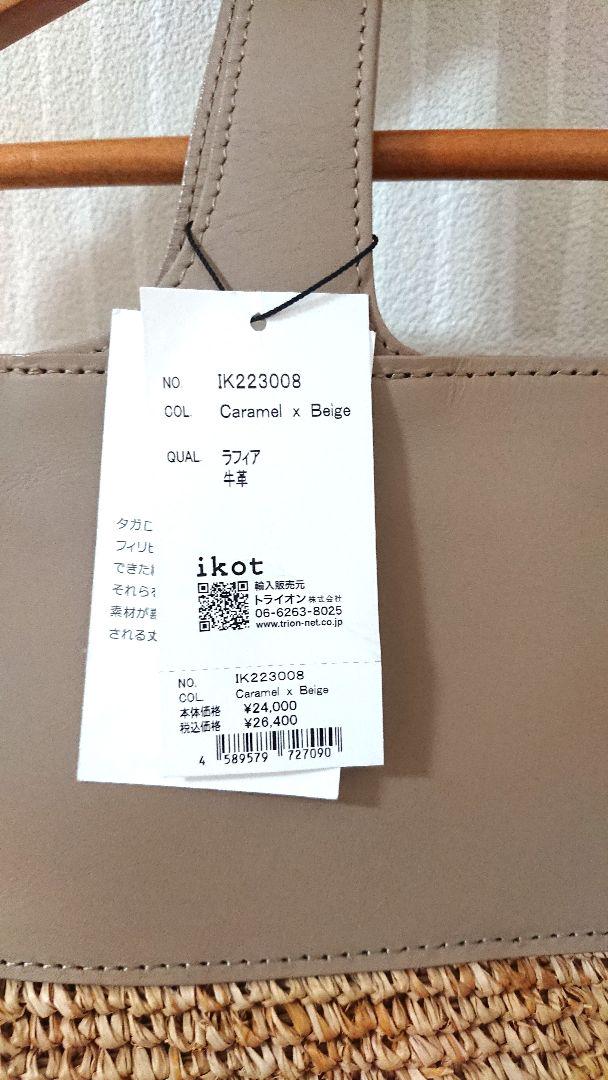 NO. IK223008
COL. Caramel x Beige
QUAL. ラフィア
牛革
タガロ
フィリピ
できた
それらを
素材が
される丈
ikot
輸入販売元
トライオン株式会社
06-6263-8025
www.trion-net.co.jp
NO. IK223008
COL. Caramel x Beige
本体価格 ¥24,000
税込価格 ¥26,400
4 589579 727090